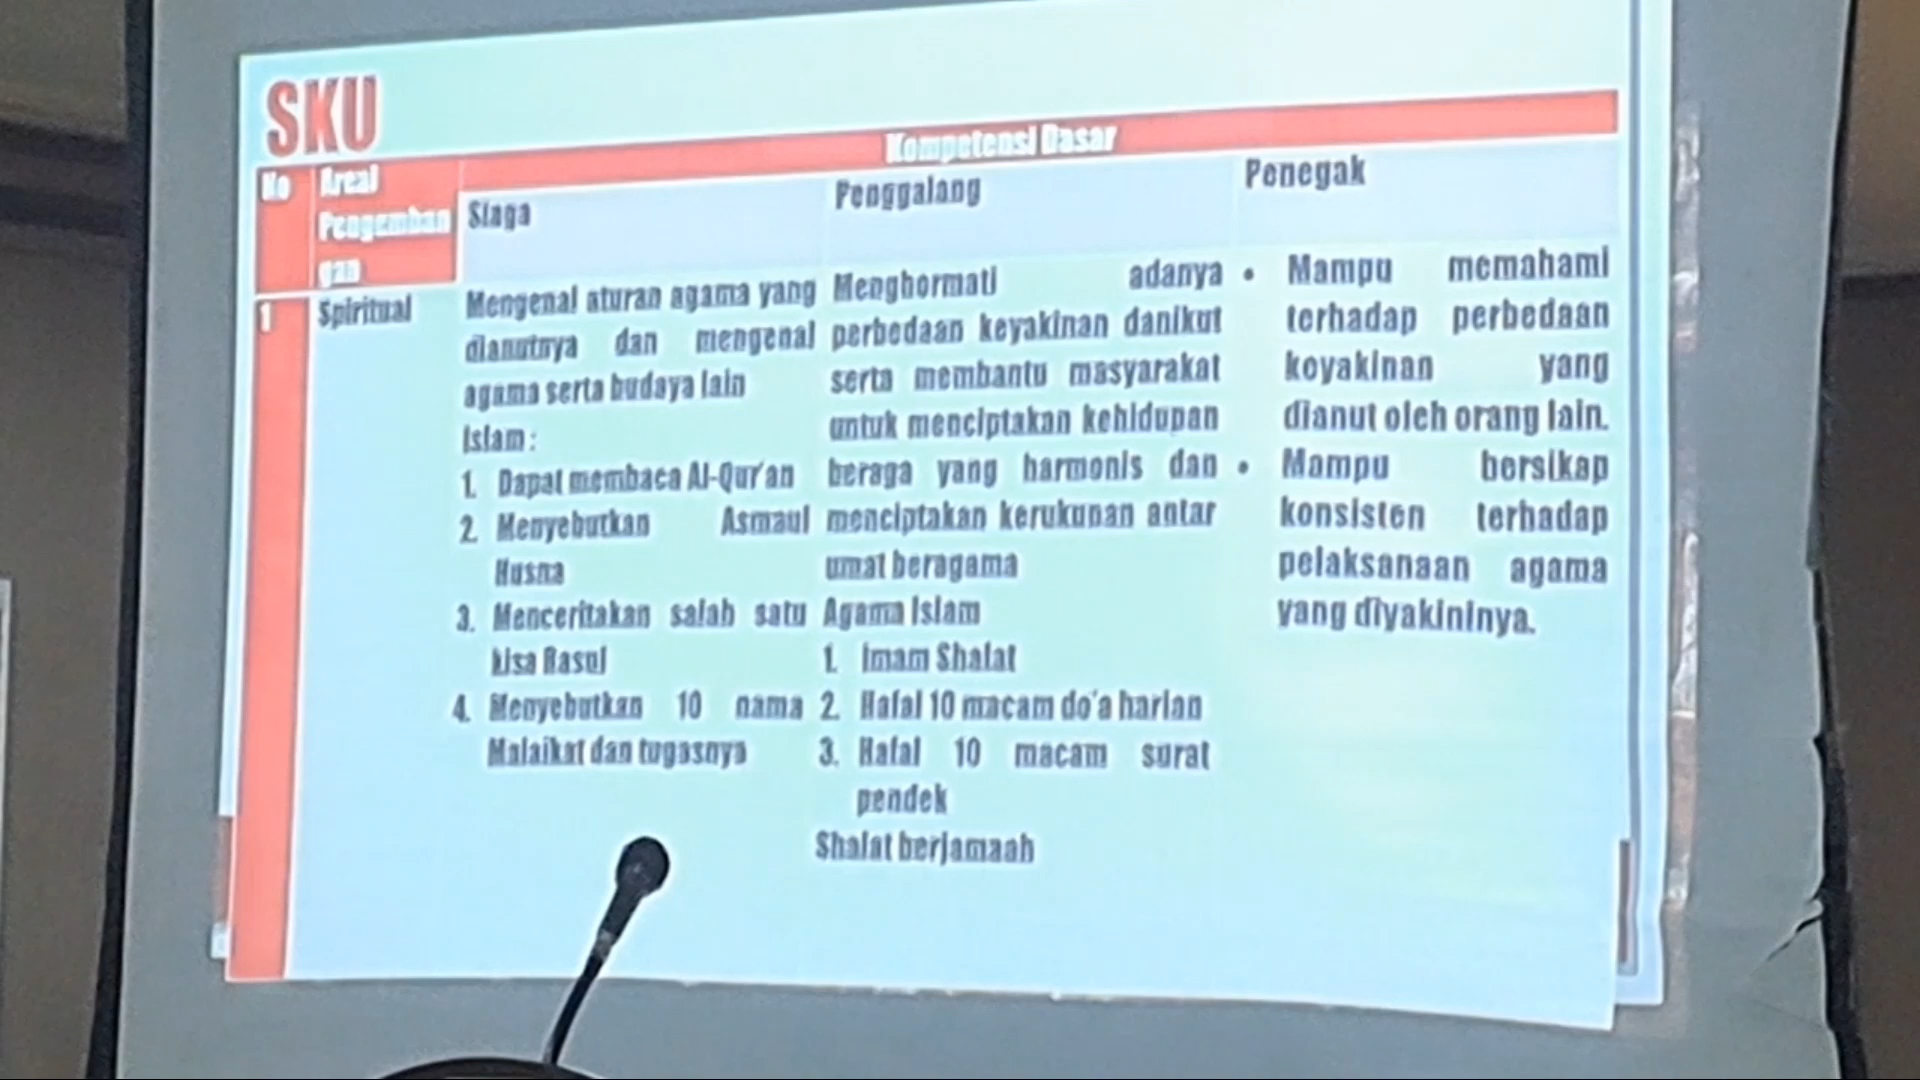 SKU
Kompetensi Dasar
No
Areal
Pengemban
gan
Siaga
Penggalang
Penegak
1
Spiritual
Mengenal aturan agama yang
dianutnya dan mengenal
agama serta budaya lain
Islam :
1. Dapat membaca Al-Qur'an
2. Menyebutkan Asmaul
Husna
3. Menceritakan salah satu
kisa Rasul
4. Menyebutkan 10 nama
Malaikat dan tugasnya
Menghormati adanya
perbedaan keyakinan danikut
serta membantu masyarakat
untuk menciptakan kehidupan
beraga yang harmonis dan
menciptakan kerukunan antar
umat beragama
Agama Islam
1. Imam Shalat
2. Hafal 10 macam do'a harian
3. Hafal 10 macam surat
pendek
Shalat berjamaah
• Mampu memahami
terhadap perbedaan
keyakinan yang
dianut oleh orang lain.
• Mampu bersikap
konsisten terhadap
pelaksanaan agama
yang diyakininya.